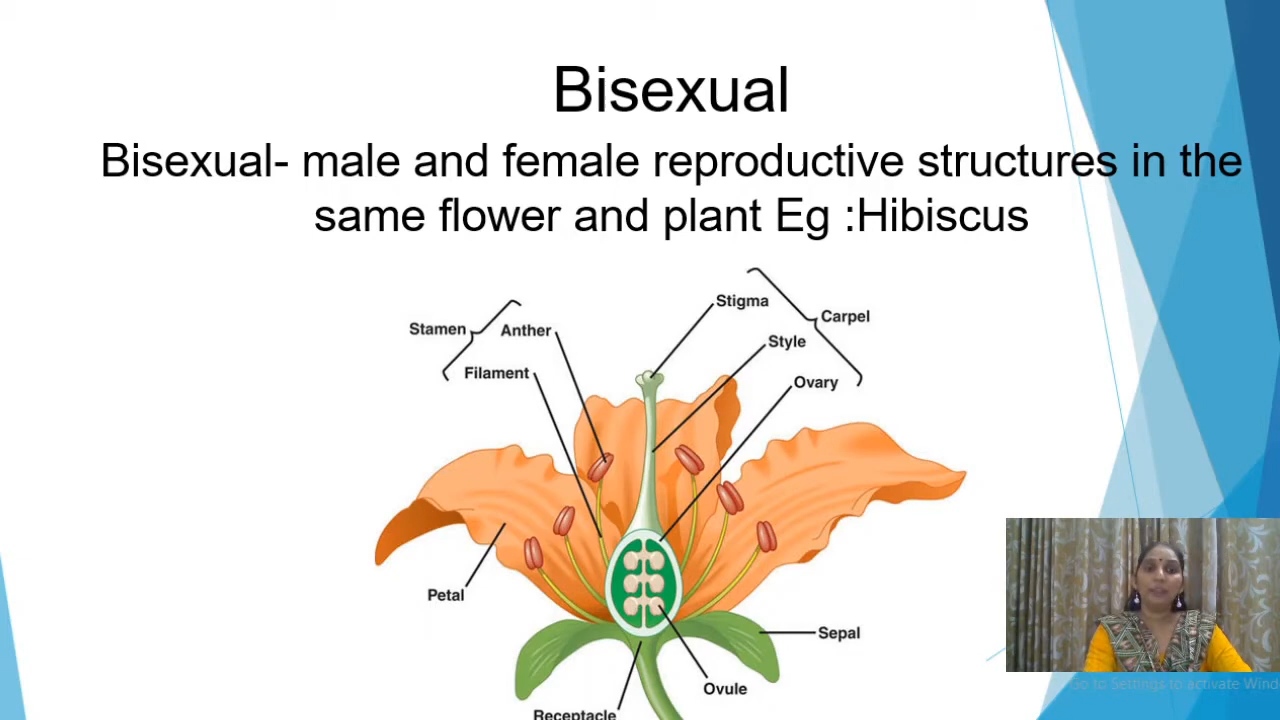 Bisexual
Bisexual- male and female reproductive structures in the
same flower and plant Eg :Hibiscus
Stigma
Carpel
Stamen
Anther
Style
Filament
Ovary
Petal
Sepal
Ovule
Receptacle
Go to Settings to activate Wind